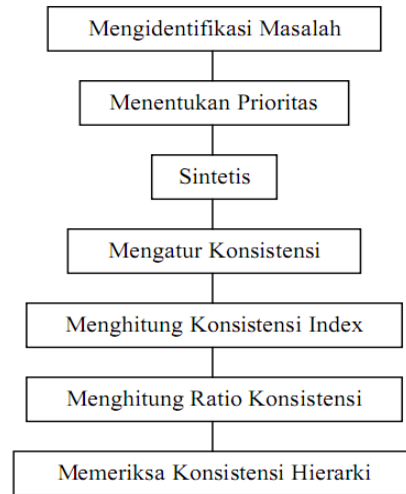 Mengidentifikasi Masalah
Menentukan Prioritas
Sintetis
Mengatur Konsistensi
Menghitung Konsistensi Index
Menghitung Ratio Konsistensi
Memeriksa Konsistensi Hierarki